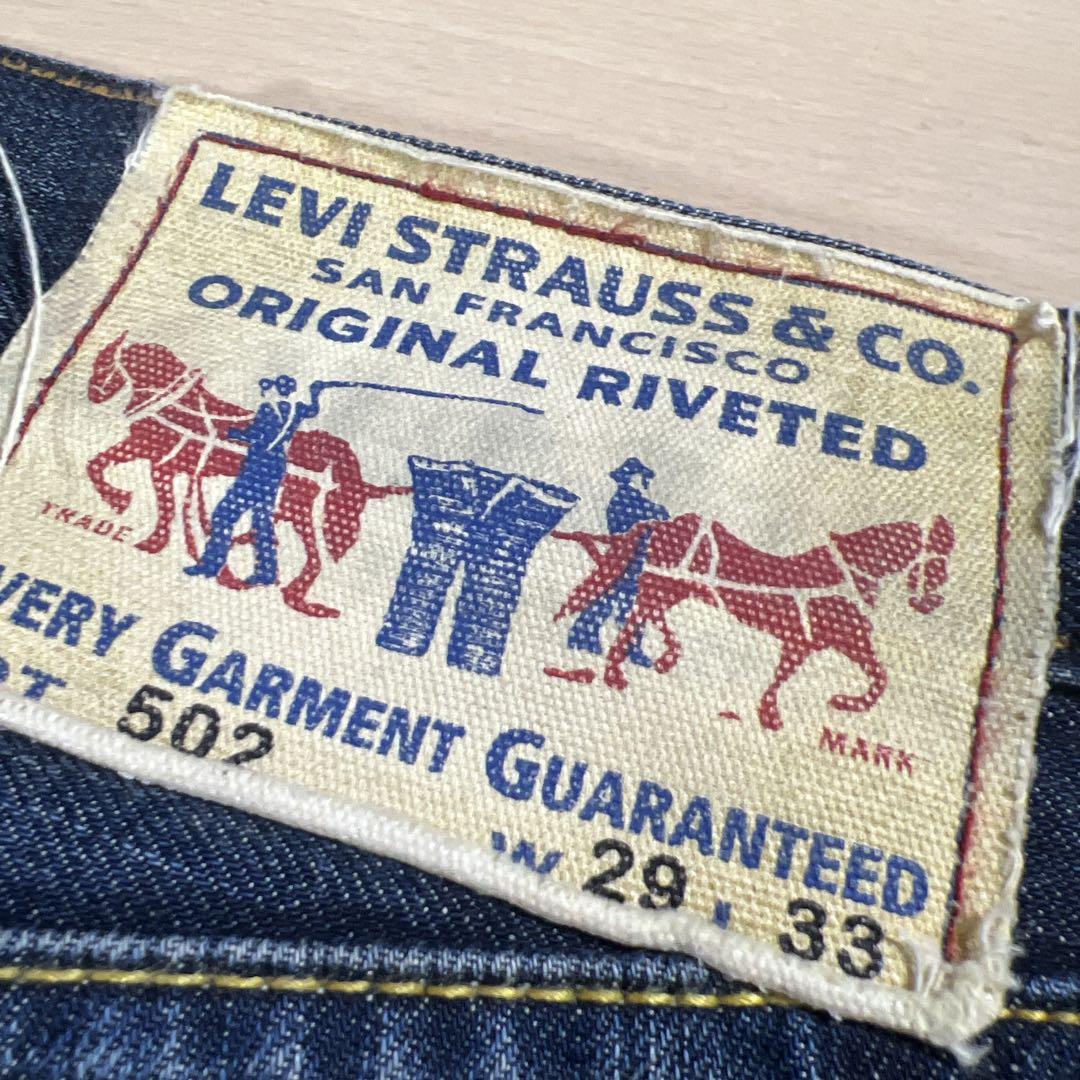 LEVI STRAUSS & CO.
SAN FRANCISCO
ORIGINAL RIVETED
TRADE MARK
VERY GARMENT GUARANTEED
502 W 29 L 33